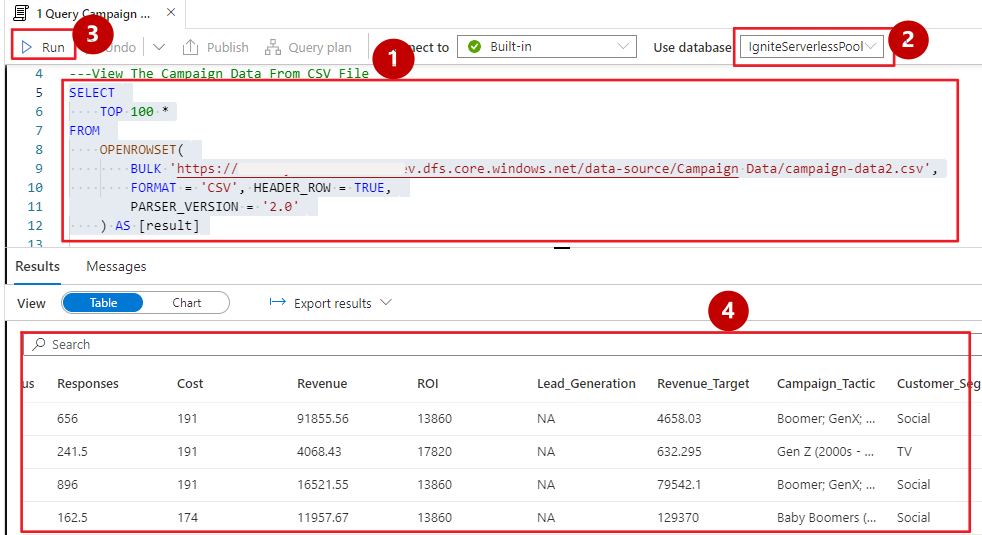 1 Query Campaign ... ×
3
Run Undo Publish Query plan Connect to Built-in Use database IgniteServerlessPool
1
2
4 ---View The Campaign Data From CSV File
5 SELECT
6 TOP 100 *
7 FROM
8 OPENROWSET(
9 BULK 'https:// v.dfs.core.windows.net/data-source/Campaign Data/campaign-data2.csv',
10 FORMAT = 'CSV', HEADER_ROW = TRUE,
11 PARSER_VERSION = '2.0'
12 ) AS [result]
13
Results Messages
View Table Chart Export results
4
Search
us Responses Cost Revenue ROI Lead_Generation Revenue_Target Campaign_Tactic Customer_Seg
656 191 91855.56 13860 NA 4658.03 Boomer; GenX; ... Social
241.5 191 4068.43 17820 NA 632.295 Gen Z (2000s - ... TV
896 191 16521.55 13860 NA 79542.1 Boomer; GenX; ... Social
162.5 174 11957.67 13860 NA 129370 Baby Boomers (... Social